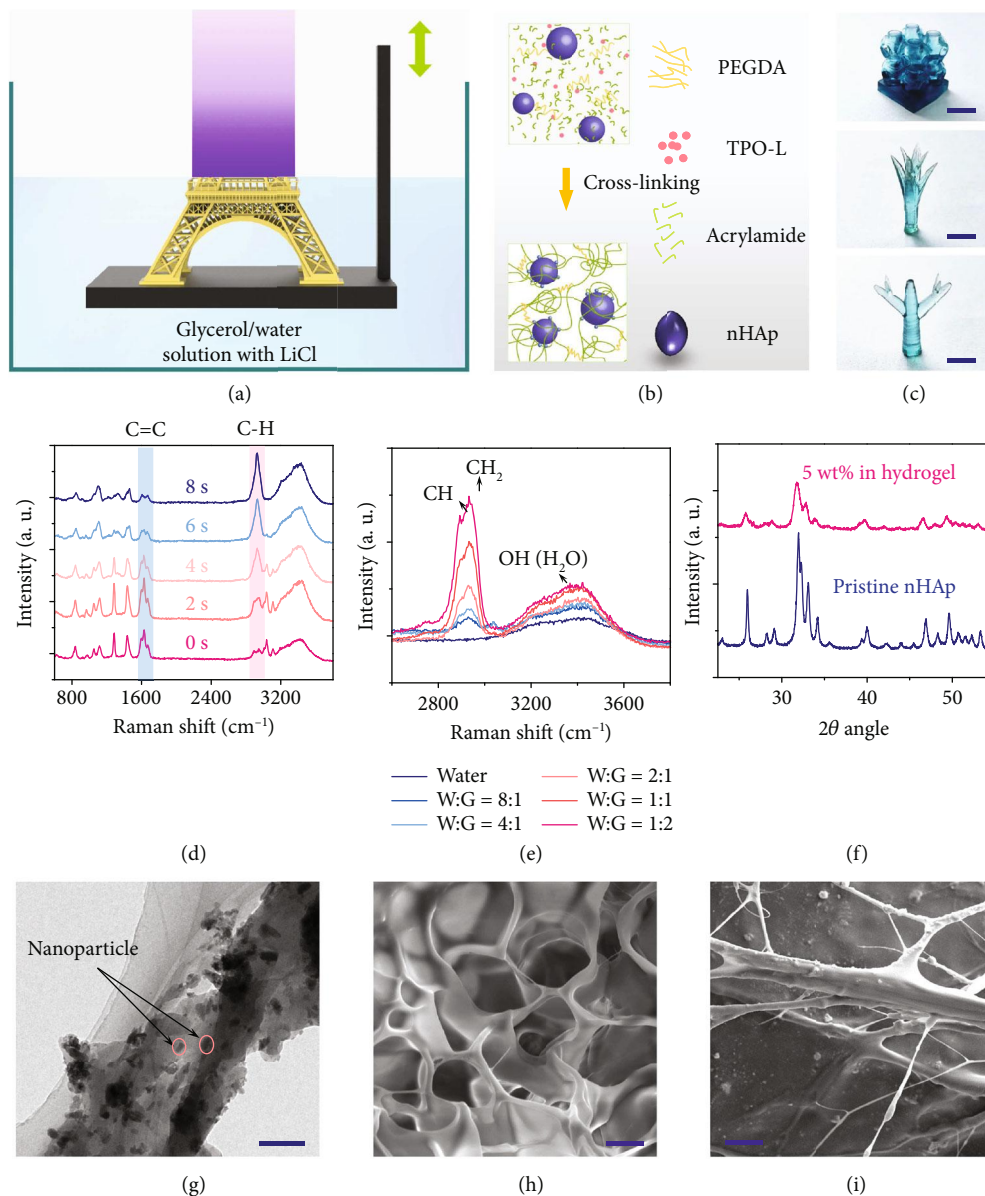 Glycerol/water
solution with LiCl
(a)
PEGDA
TPO-L
Cross-linking
Acrylamide
nHAp
(b)
(c)
C=C
C-H
8 s
6 s
4 s
2 s
0 s
Intensity (a. u.)
800
1600
2400
3200
Raman shift (cm⁻¹)
(d)
CH₂
CH
OH (H₂O)
Intensity (a. u.)
2800
3200
3600
Raman shift (cm⁻¹)
Water
W:G = 8:1
W:G = 4:1
W:G = 2:1
W:G = 1:1
W:G = 1:2
(e)
5 wt% in hydrogel
Pristine nHAp
Intensity (a. u.)
30
40
50
2θ angle
(f)
Nanoparticle
(g)
(h)
(i)